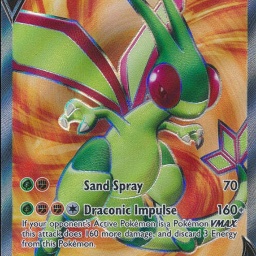 Sand Spray 70
Draconic Impulse 160+
If your opponent's Active Pokémon is a Pokémon VMAX
this attack does 160 more damage, and discard 3 Energy
from this Pokémon.